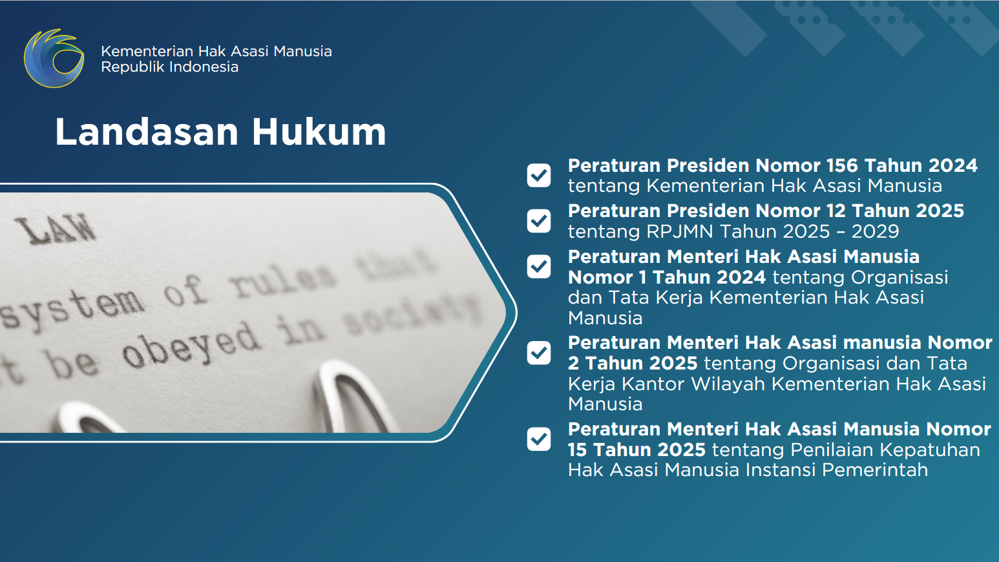 Kementerian Hak Asasi Manusia
Republik Indonesia
Landasan Hukum
LAW
system of rules that
be obeyed in society
Peraturan Presiden Nomor 156 Tahun 2024
tentang Kementerian Hak Asasi Manusia
Peraturan Presiden Nomor 12 Tahun 2025
tentang RPJMN Tahun 2025 – 2029
Peraturan Menteri Hak Asasi Manusia
Nomor 1 Tahun 2024 tentang Organisasi
dan Tata Kerja Kementerian Hak Asasi
Manusia
Peraturan Menteri Hak Asasi manusia Nomor
2 Tahun 2025 tentang Organisasi dan Tata
Kerja Kantor Wilayah Kementerian Hak Asasi
Manusia
Peraturan Menteri Hak Asasi Manusia Nomor
15 Tahun 2025 tentang Penilaian Kepatuhan
Hak Asasi Manusia Instansi Pemerintah